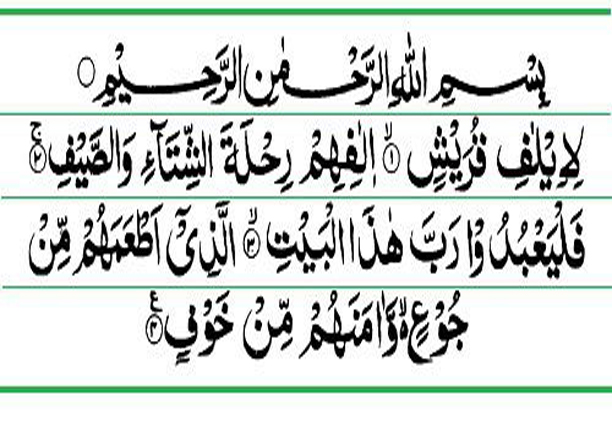 بِسْمِ اللّٰهِ الرَّحْمٰنِ الرَّحِيْمِ ○
لِاِيْلٰفِ قُرَيْشٍ ۙ﴿۱﴾ اٖلٰفِهِمْ رِحْلَةَ الشِّتَآءِ وَالصَّيْفِ ۚ﴿۲﴾
فَلْيَعْبُدُوْا رَبَّ هٰذَا الْبَيْتِ ۙ﴿۳﴾ الَّذِيْٓ اَطْعَمَهُمْ مِّنْ
جُوْعٍ ۙ۬ وَّاٰمَنَهُمْ مِّنْ خَوْفٍ ﴿۴﴾ ع